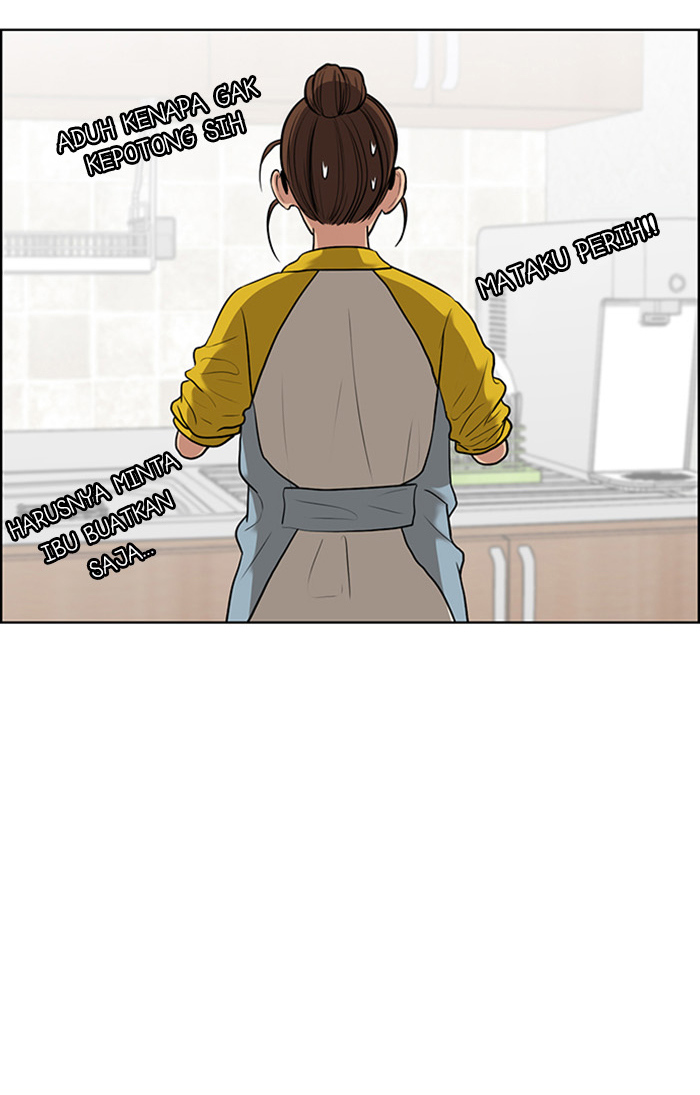 ADUH KENAPA GAK
KEPOTONG SIH
MATAKU PERIH!!
HARUSNYA MINTA
IBU BUATKAN
SAJA...